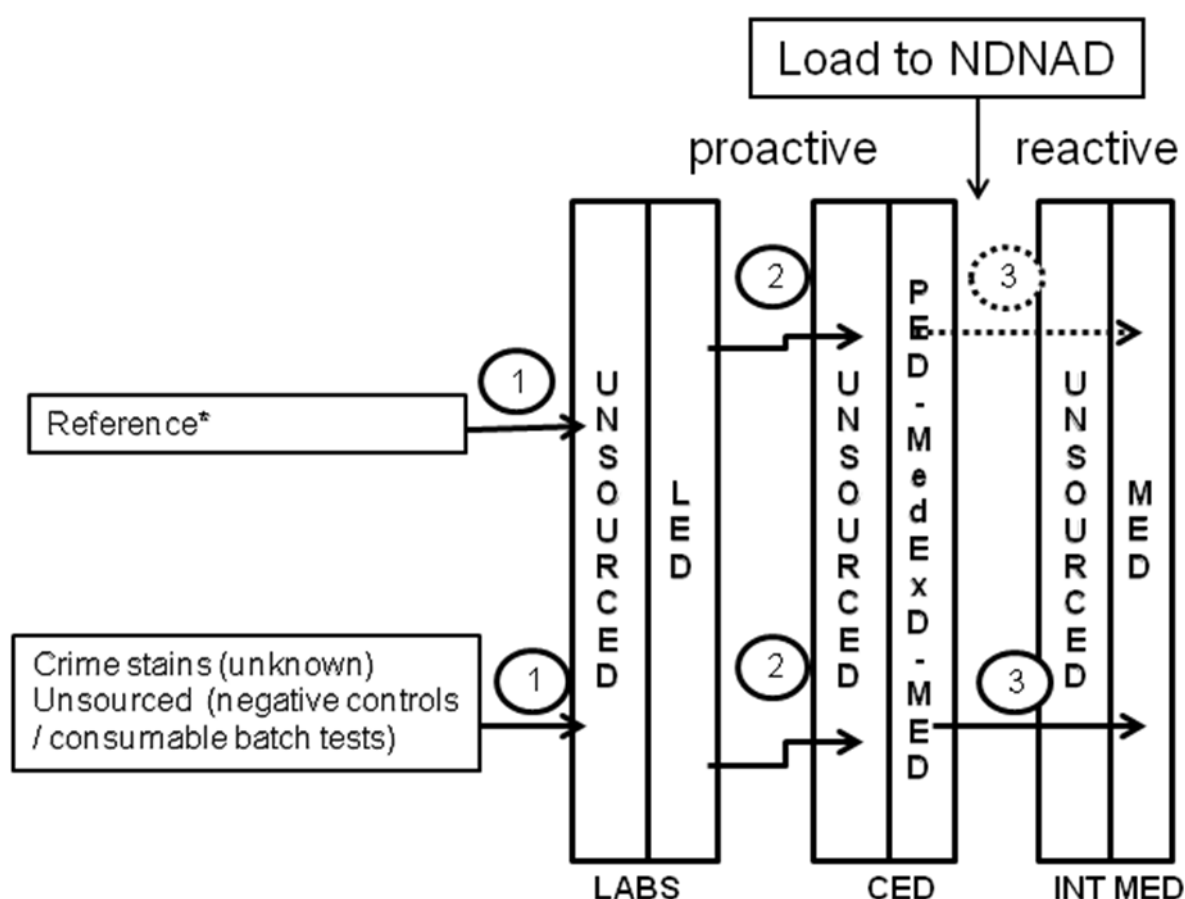 Load to NDNAD
proactive
reactive
2
3
1
Reference*
UNSOURCED
LED
UNSOURCED
PED-MedExD-MED
UNSOURCED
MED
Crime stains (unknown)
Unsourced (negative controls
/ consumable batch tests)
1
2
3
LABS
CED
INT MED